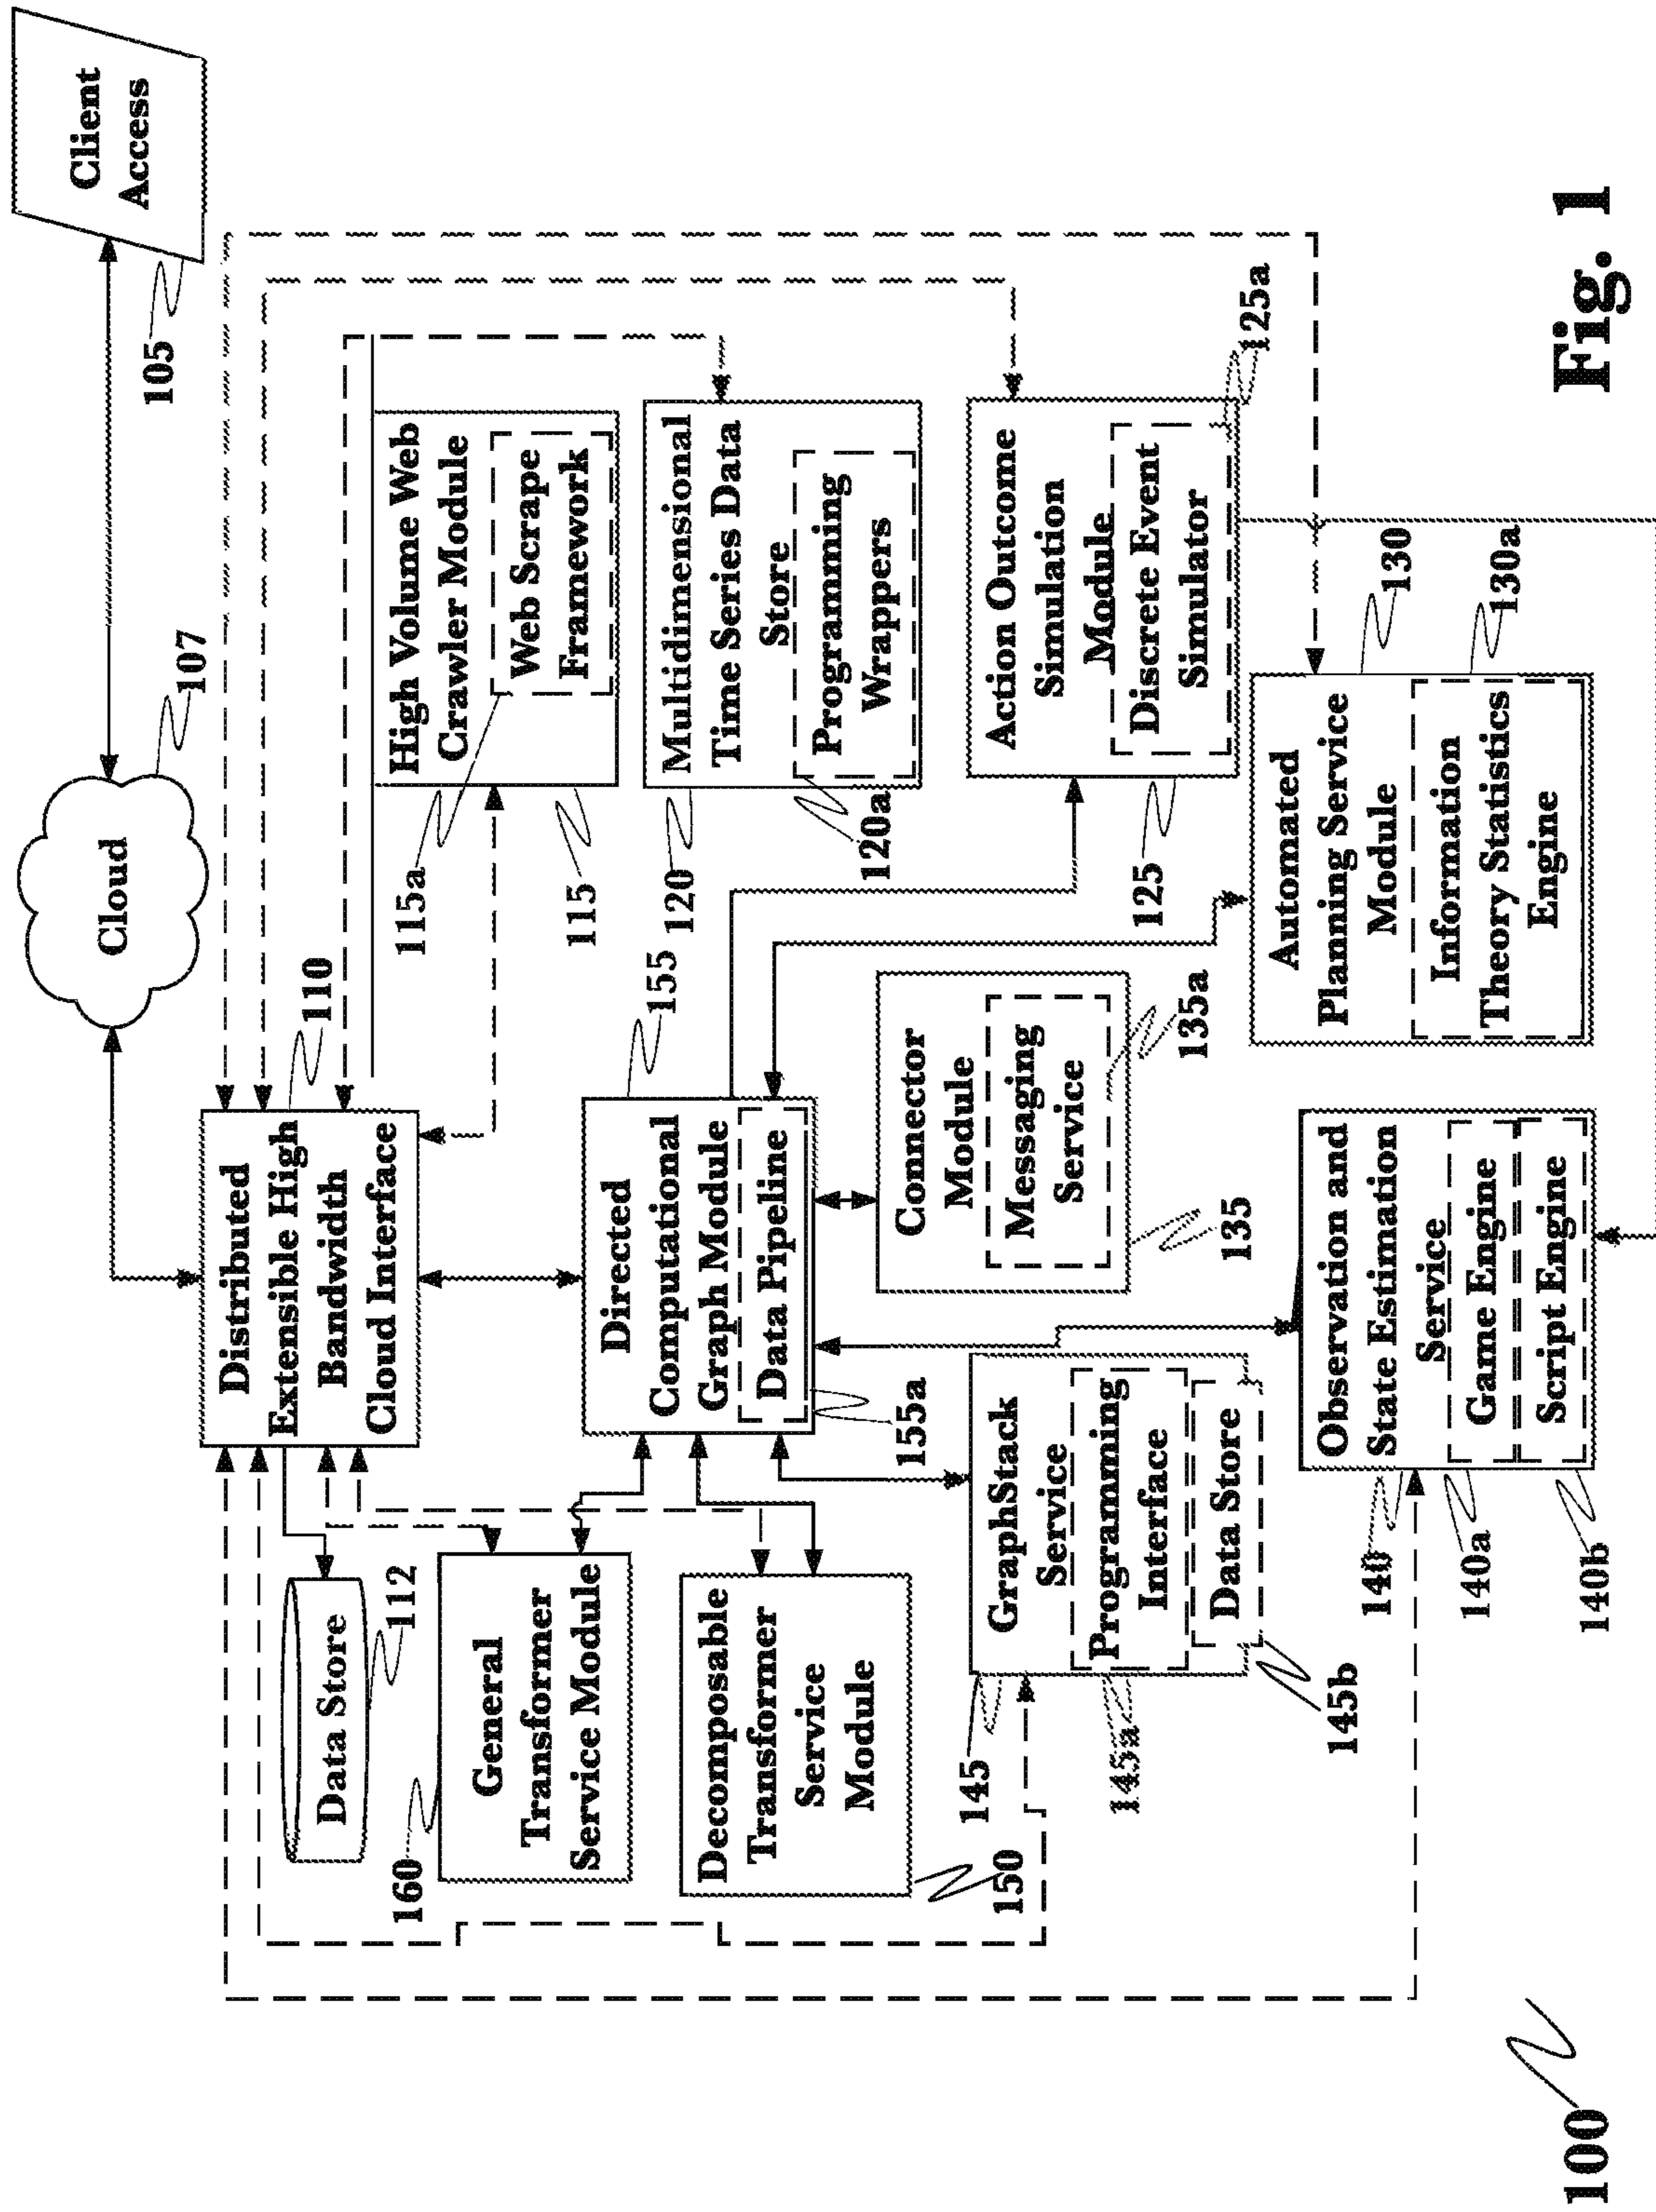 Client
Access
105
Cloud
107
Distributed
Extensible High
Bandwidth
Cloud Interface
110
Data Store
112
High Volume Web
Crawler Module
Web Scrape
Framework
115a
115
General
Transformer
Service Module
160
Directed
Computational
Graph Module
Data Pipeline
155
155a
Multidimensional
Time Series Data
Store
Programming
Wrappers
120
120a
Decomposable
Transformer
Service
Module
150
Connector
Module
Messaging
Service
135a
135
Action Outcome
Simulation
Module
Discrete Event
Simulator
125
125a
GraphStack
Service
Programming
Interface
Data Store
145
145a
145b
Observation and
State Estimation
Service
Game Engine
Script Engine
140
140a
140b
Automated
Planning Service
Module
Information
Theory Statistics
Engine
130
130a
100
Fig. 1